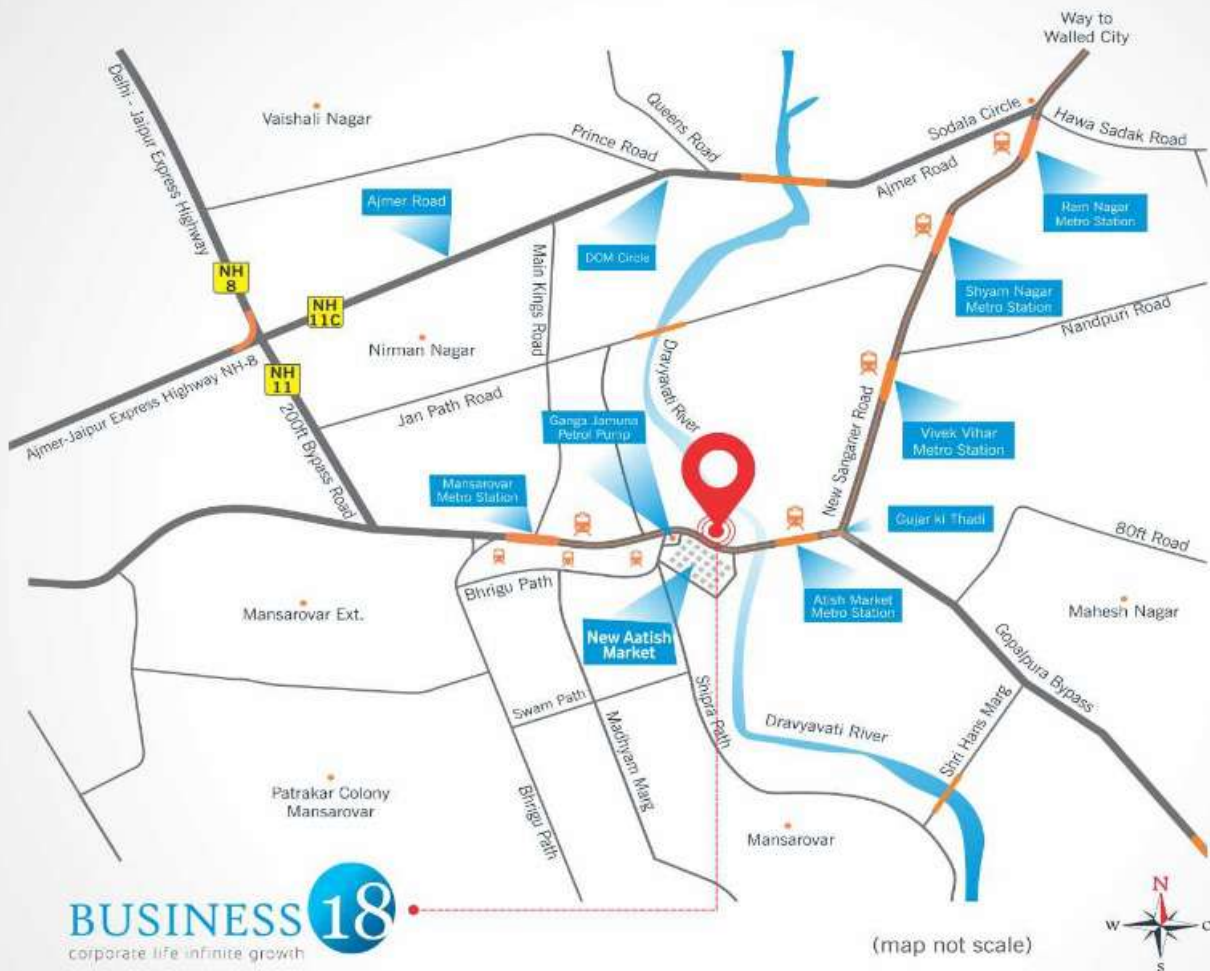 Way to
Walled City
Delhi - Jaipur Express Highway
Vaishali Nagar
Queens Road
Prince Road
Sodala Circle
Hawa Sadak Road
Ajmer Road
Ajmer Road
Ram Nagar
Metro Station
DCM Circle
Main Kings Road
NH
8
NH
11C
Shyam Nagar
Metro Station
Nandpuri Road
Nirman Nagar
Ajmer-Jaipur Express Highway NH-8
NH
11
200ft Bypass Road
Jan Path Road
Dravyavati River
Ganga Jamuna
Petrol Pump
New Sanganer Road
Vivek Vihar
Metro Station
Mansarovar
Metro Station
Gujar ki Thadi
80ft Road
Bhrigu Path
Atish Market
Metro Station
Mansarovar Ext.
Mahesh Nagar
New Aatish
Market
Gopalpura Bypass
Swarn Path
Shipra Path
Madhyam Marg
Dravyavati River
Shri Hans Marg
Patrakar Colony
Mansarovar
Bhrigu Path
Mansarovar
BUSINESS 18
corporate life infinite growth
(map not scale)
N
W
S